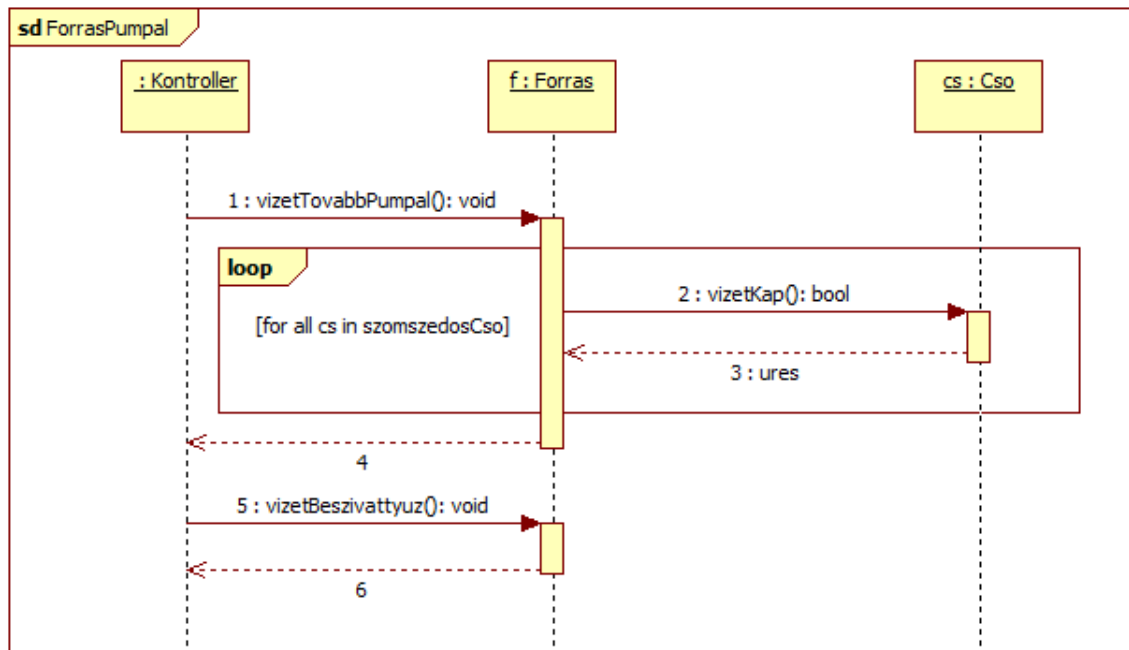 sd ForrasPumpal
: Kontroller
f : Forras
cs : Cso
1 : vizetTovabbPumpal(): void
loop
2 : vizetKap(): bool
[for all cs in szomszedosCso]
3 : ures
4
5 : vizetBeszivattyuz(): void
6